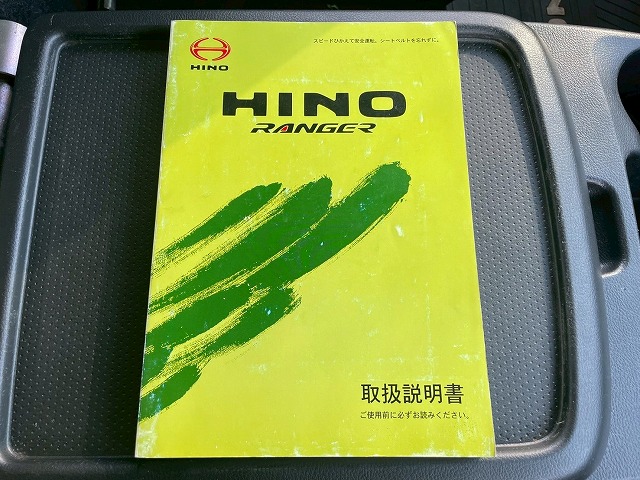 スピードひかえて安全運転。シートベルトを忘れずに。
HINO
HINO
RANGER
取扱説明書
ご使用前に必ずお読みください。